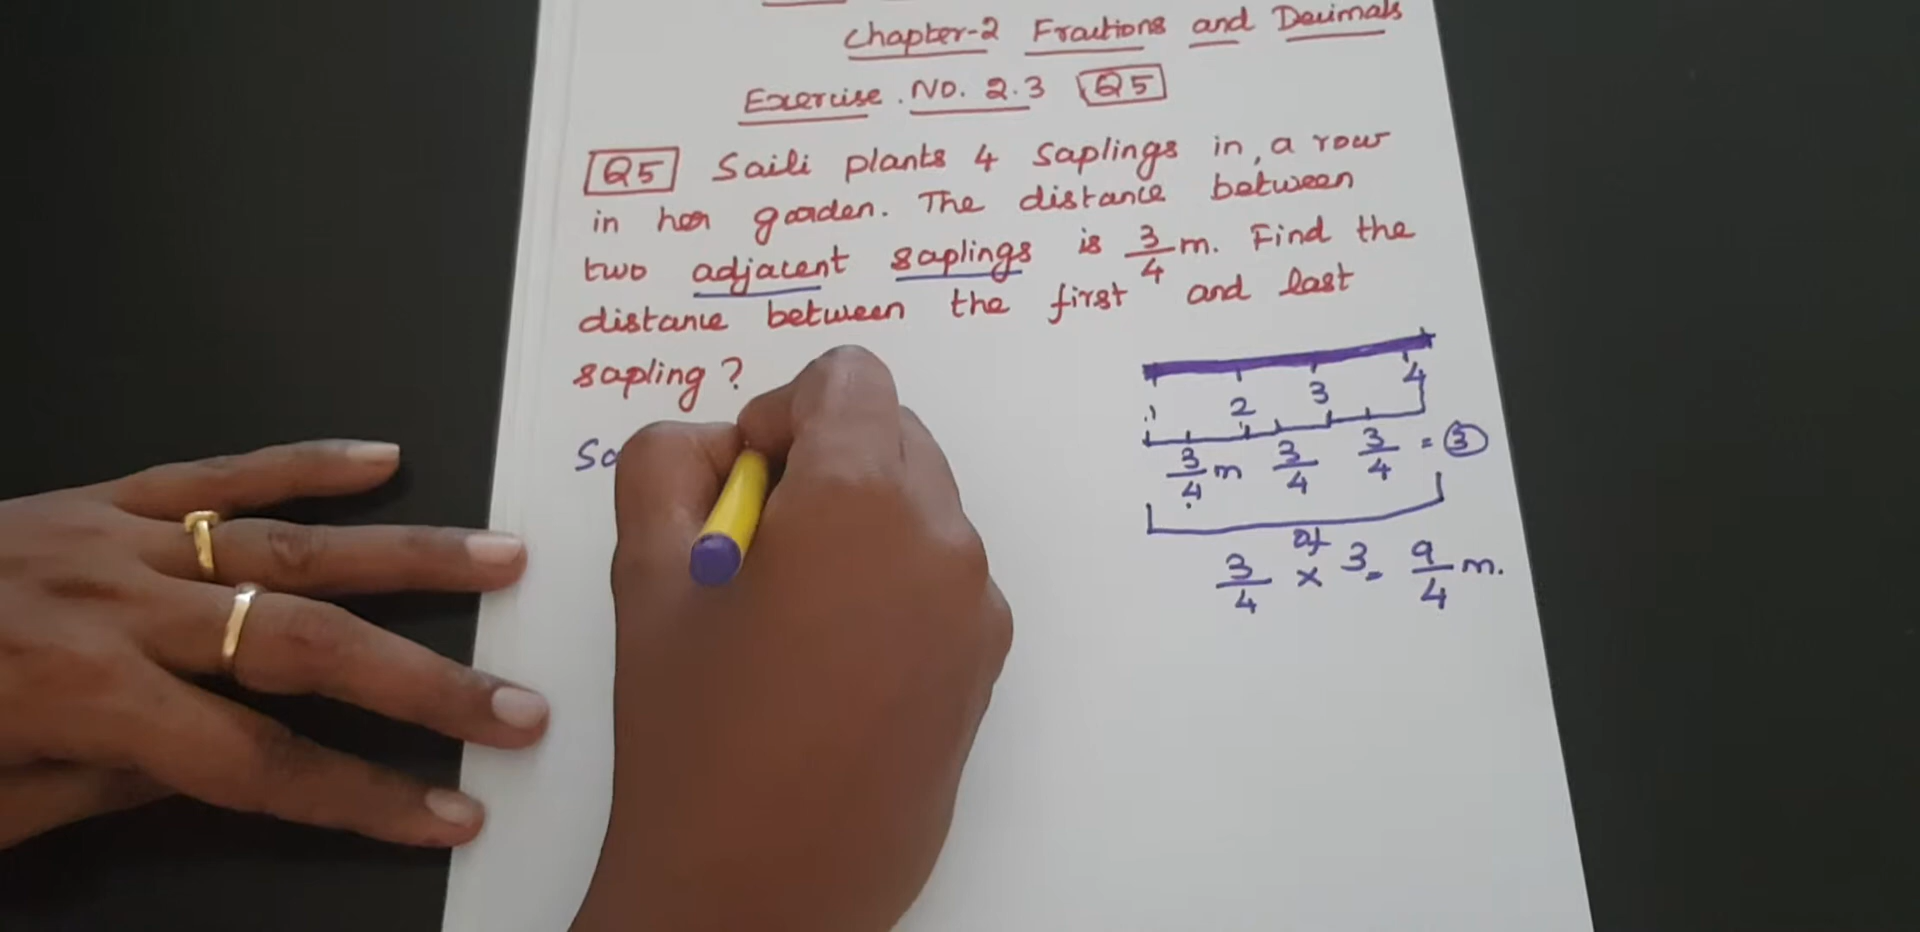 Chapter-2 Fractions and Decimals
Exercise. No. 2.3 Q5
Q5 Saili plants 4 saplings in, a row
in her garden. The distance between
two adjacent saplings is 3/4 m. Find the
distance between the first and last
sapling?
1 2 3 4
3/4 m 3/4 3/4 = 3
of
3/4 × 3 = 9/4 m.